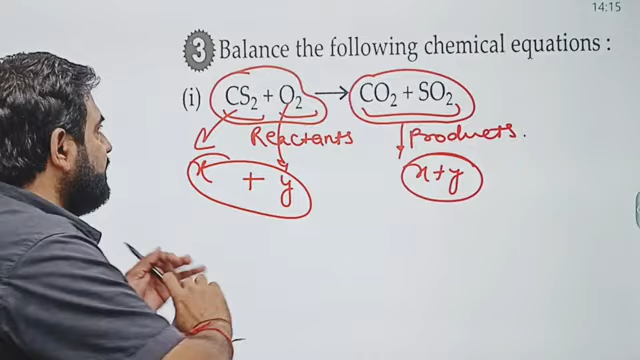 14:15
3 Balance the following chemical equations :
(i) CS₂ + O₂ → CO₂ + SO₂
Reactants Products.
x + y x+y